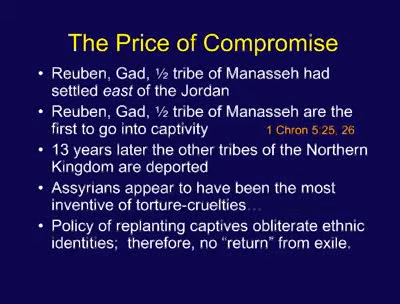 The Price of Compromise
• Reuben, Gad, ½ tribe of Manasseh had
settled east of the Jordan
• Reuben, Gad, ½ tribe of Manasseh are the
first to go into captivity 1 Chron 5:25, 26
• 13 years later the other tribes of the Northern
Kingdom are deported
• Assyrians appear to have been the most
inventive of torture-cruelties…
• Policy of replanting captives obliterate ethnic
identities; therefore, no “return” from exile.